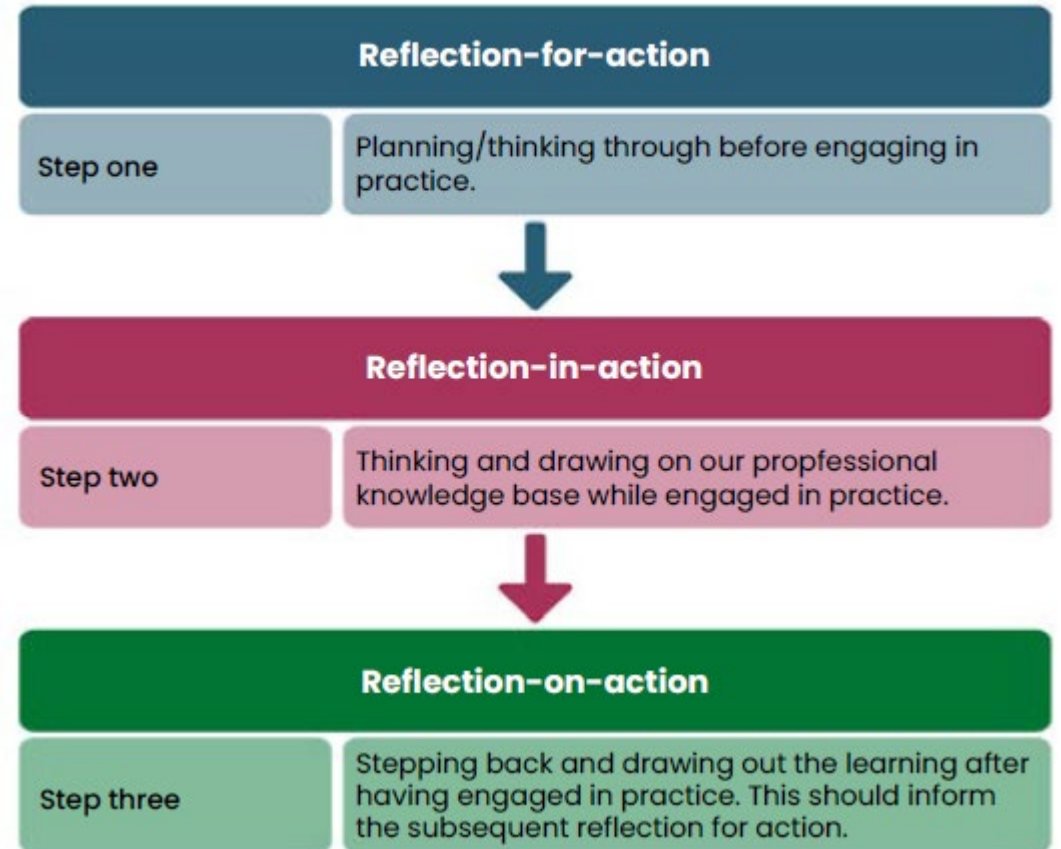 Reflection-for-action
Step one
Planning/thinking through before engaging in
practice.
Reflection-in-action
Step two
Thinking and drawing on our propfessional
knowledge base while engaged in practice.
Reflection-on-action
Step three
Stepping back and drawing out the learning after
having engaged in practice. This should inform
the subsequent reflection for action.